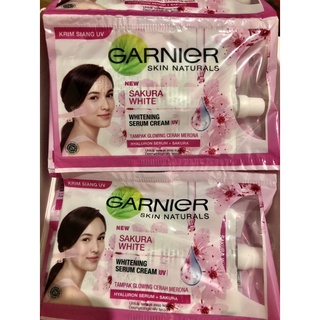 KRIM SIANG UV
GARNIER
SKIN NATURALS
NEW
SAKURA
WHITE
WHITENING
SERUM CREAM UV
TAMPAK GLOWING CERAH MERONA
HYALURON SERUM + SAKURA
KRIM SIANG UV
GARNIER
SKIN NATURALS
NEW
SAKURA
WHITE
WHITENING
SERUM CREAM UV
TAMPAK GLOWING CERAH MERONA
HYALURON SERUM + SAKURA